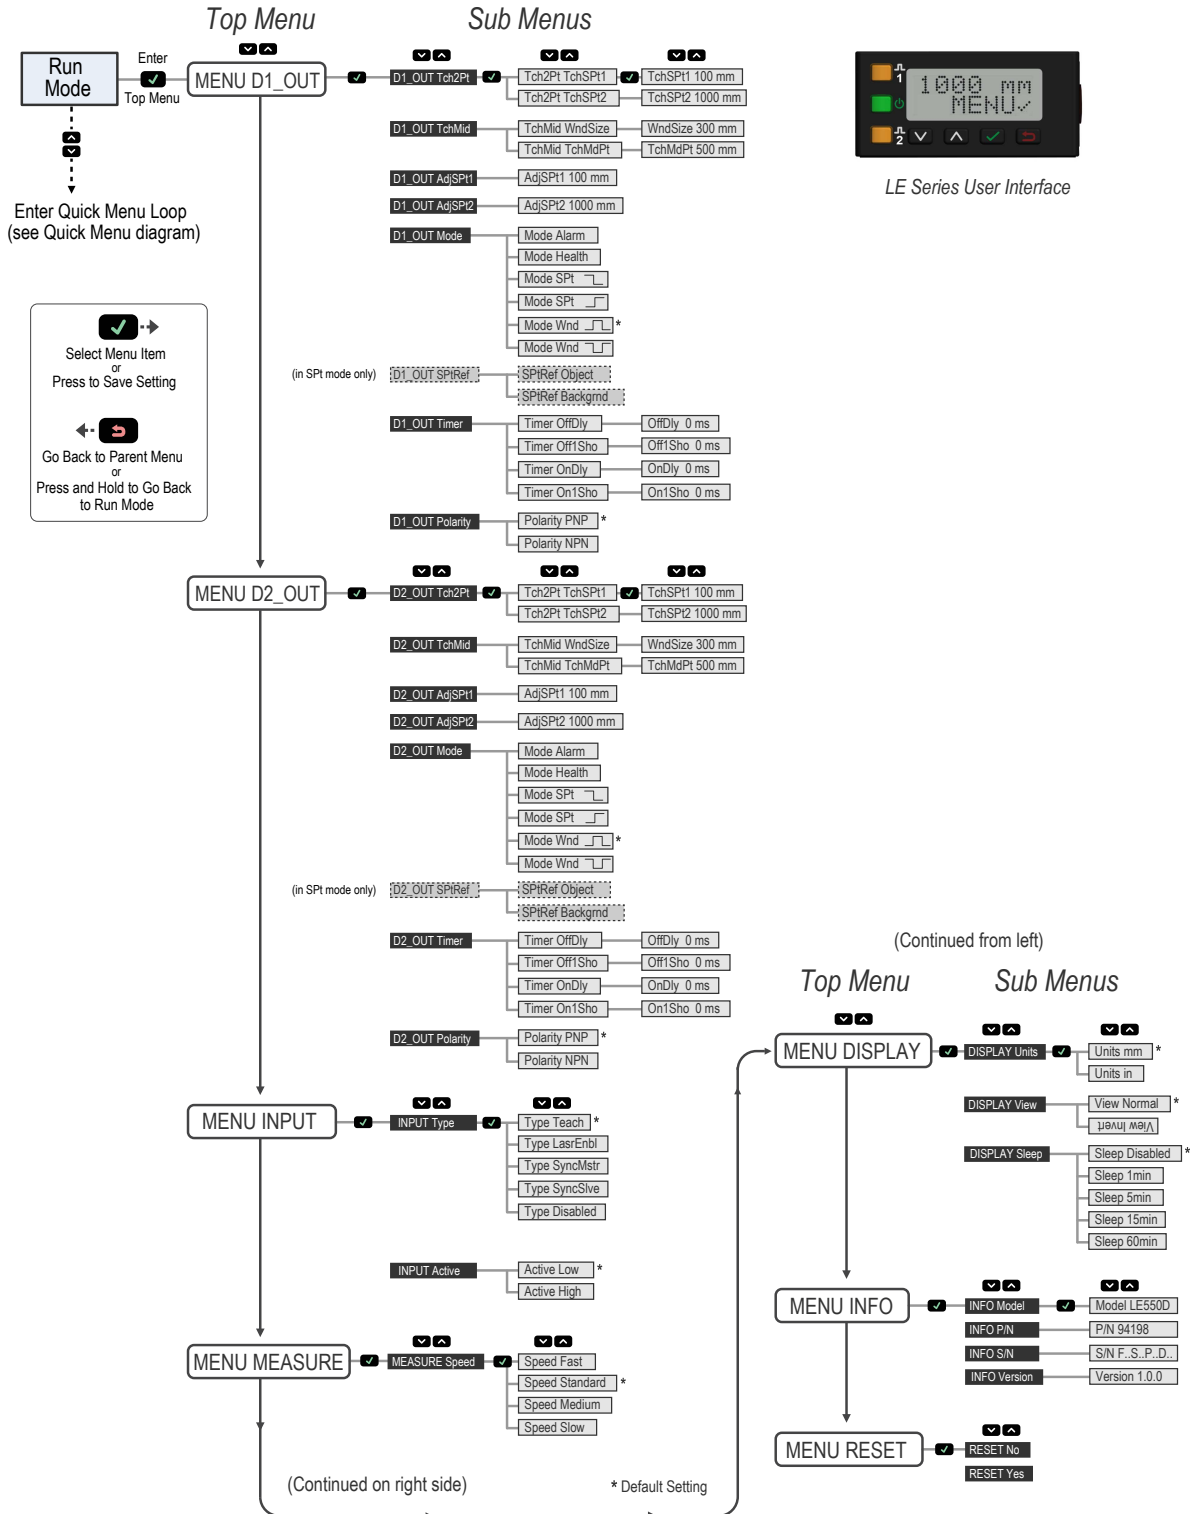 Top Menu
Sub Menus
Run
Mode
Enter
Top Menu
MENU D1_OUT
D1_OUT Tch2Pt
Tch2Pt TchSPt1
TchSPt1 100 mm
Tch2Pt TchSPt2
TchSPt2 1000 mm
D1_OUT TchMid
TchMid WndSize
WndSize 300 mm
TchMid TchMdPt
TchMdPt 500 mm
D1_OUT AdjSPt1
AdjSPt1 100 mm
D1_OUT AdjSPt2
AdjSPt2 1000 mm
D1_OUT Mode
Mode Alarm
Mode Health
Mode SPt
Mode SPt
Mode Wnd *
Mode Wnd
(in SPt mode only)
D1_OUT SPtRef
SPtRef Object
SPtRef Backgrnd
D1_OUT Timer
Timer OffDly
OffDly 0 ms
Timer Off1Sho
Off1Sho 0 ms
Timer OnDly
OnDly 0 ms
Timer On1Sho
On1Sho 0 ms
D1_OUT Polarity
Polarity PNP *
Polarity NPN
Enter Quick Menu Loop
(see Quick Menu diagram)
Select Menu Item
or
Press to Save Setting
Go Back to Parent Menu
or
Press and Hold to Go Back
to Run Mode
1
2
1000 mm
MENU✓
LE Series User Interface
MENU D2_OUT
D2_OUT Tch2Pt
Tch2Pt TchSPt1
TchSPt1 100 mm
Tch2Pt TchSPt2
TchSPt2 1000 mm
D2_OUT TchMid
TchMid WndSize
WndSize 300 mm
TchMid TchMdPt
TchMdPt 500 mm
D2_OUT AdjSPt1
AdjSPt1 100 mm
D2_OUT AdjSPt2
AdjSPt2 1000 mm
D2_OUT Mode
Mode Alarm
Mode Health
Mode SPt
Mode SPt
Mode Wnd *
Mode Wnd
(in SPt mode only)
D2_OUT SPtRef
SPtRef Object
SPtRef Backgrnd
D2_OUT Timer
Timer OffDly
OffDly 0 ms
Timer Off1Sho
Off1Sho 0 ms
Timer OnDly
OnDly 0 ms
Timer On1Sho
On1Sho 0 ms
D2_OUT Polarity
Polarity PNP *
Polarity NPN
MENU INPUT
INPUT Type
Type Teach *
Type LasrEnbl
Type SyncMstr
Type SyncSlve
Type Disabled
INPUT Active
Active Low *
Active High
MENU MEASURE
MEASURE Speed
Speed Fast
Speed Standard *
Speed Medium
Speed Slow
(Continued on right side)
* Default Setting
(Continued from left)
Top Menu
Sub Menus
MENU DISPLAY
DISPLAY Units
Units mm *
Units in
DISPLAY View
View Normal *
View Invert
DISPLAY Sleep
Sleep Disabled *
Sleep 1min
Sleep 5min
Sleep 15min
Sleep 60min
MENU INFO
INFO Model
Model LE550D
INFO P/N
P/N 94198
INFO S/N
S/N F..S..P..D..
INFO Version
Version 1.0.0
MENU RESET
RESET No
RESET Yes